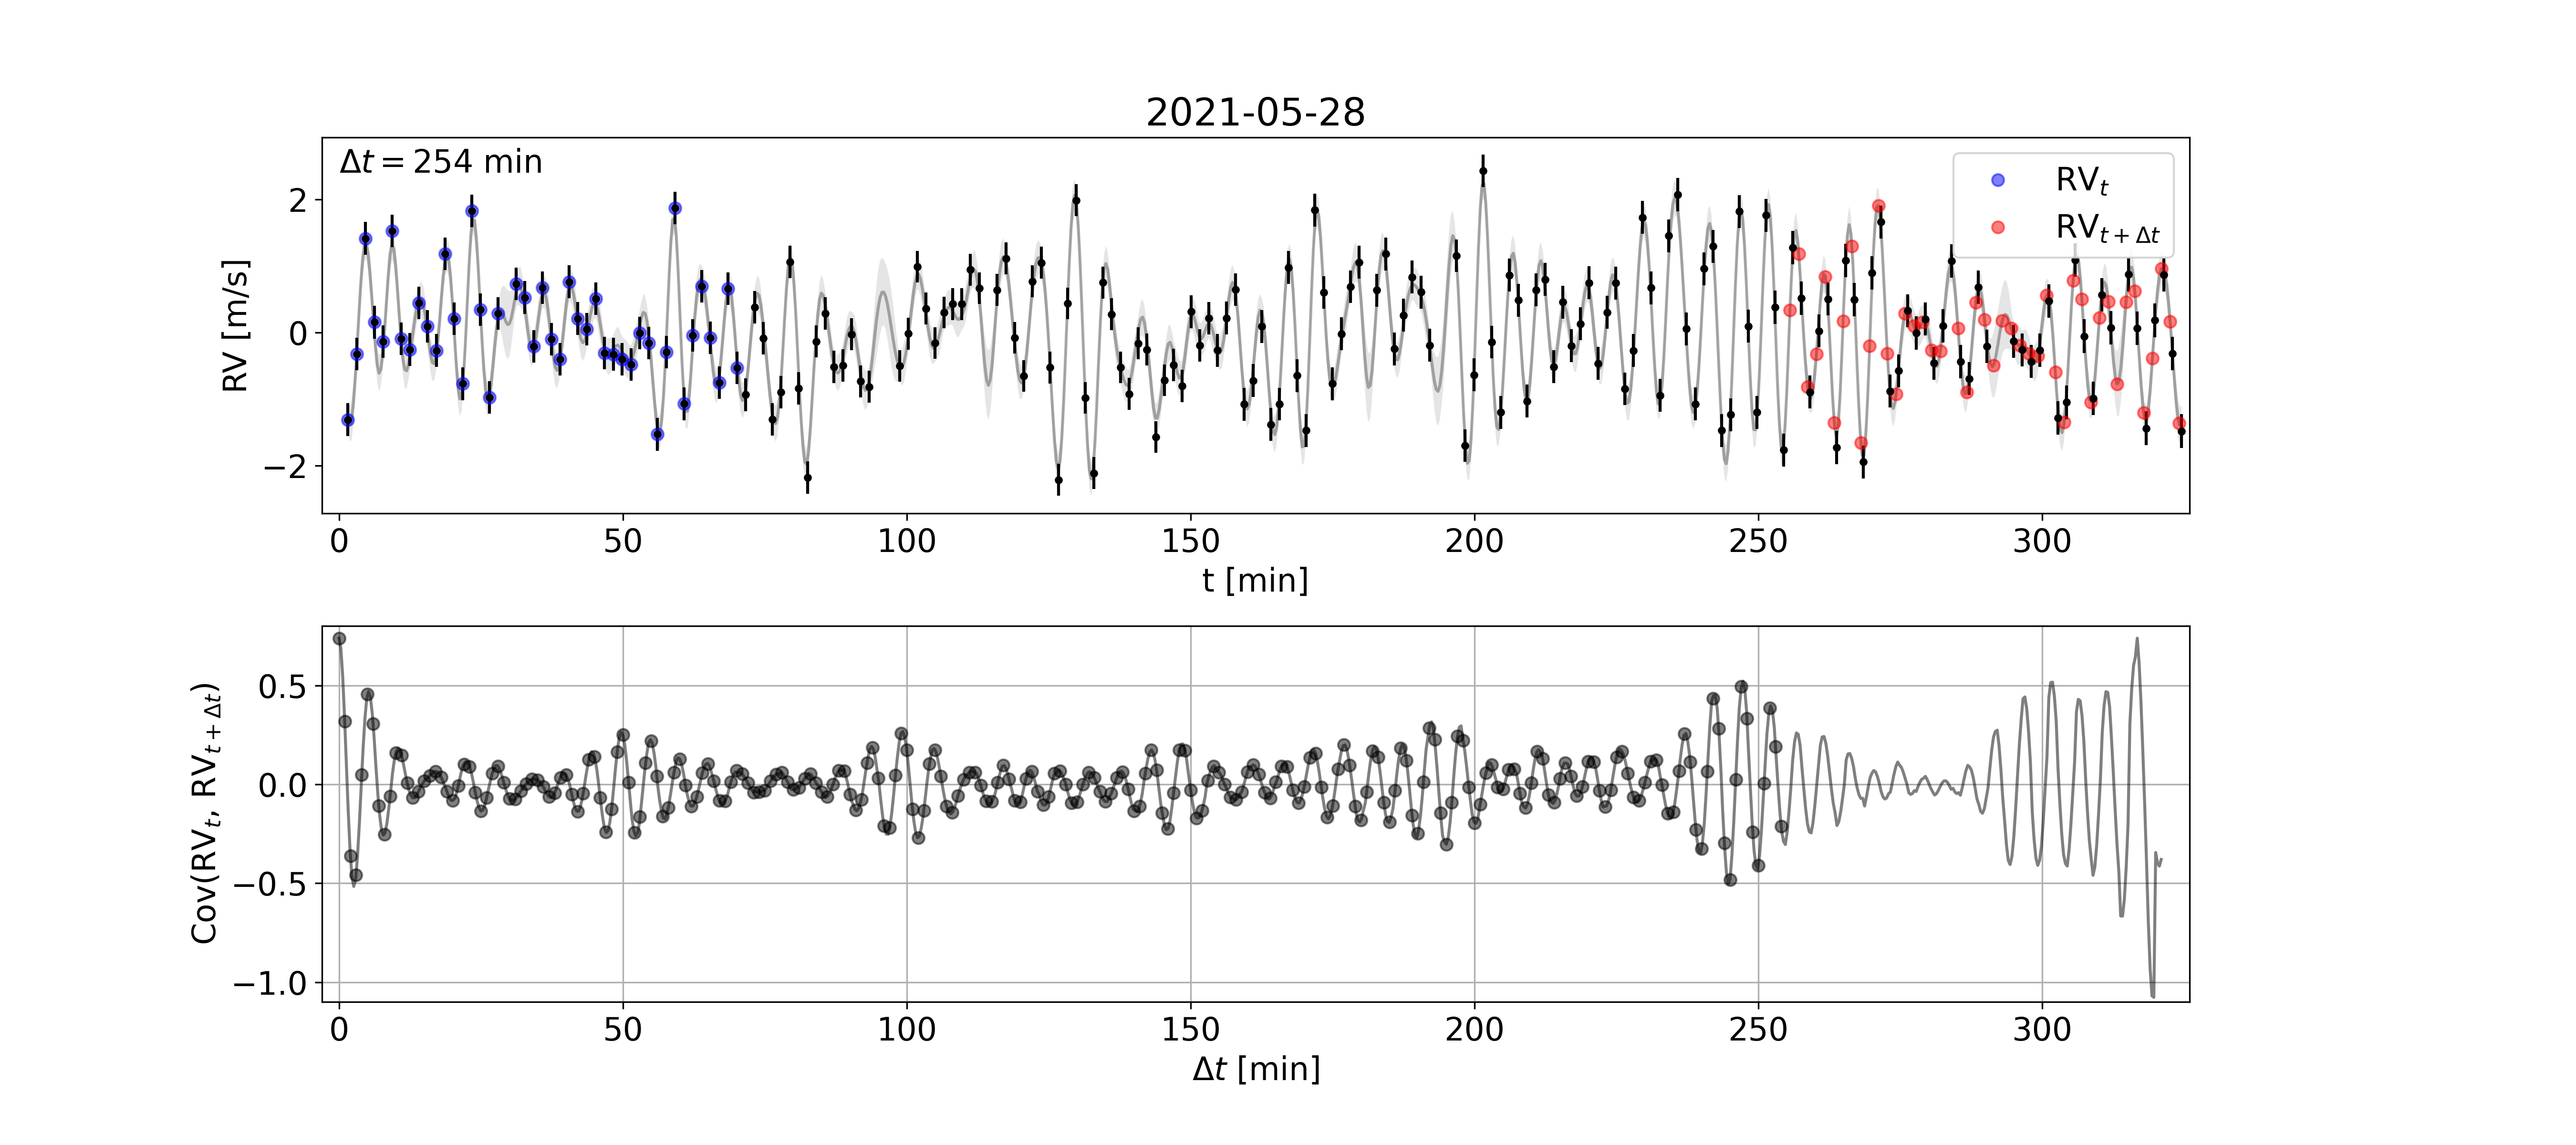 2021-05-28
Δt = 254 min
RV_t
RV_{t+Δt}
RV [m/s]
2
0
−2
0 50 100 150 200 250 300
t [min]
Cov(RV_t, RV_{t+Δt})
0.5
0.0
−0.5
−1.0
0 50 100 150 200 250 300
Δt [min]